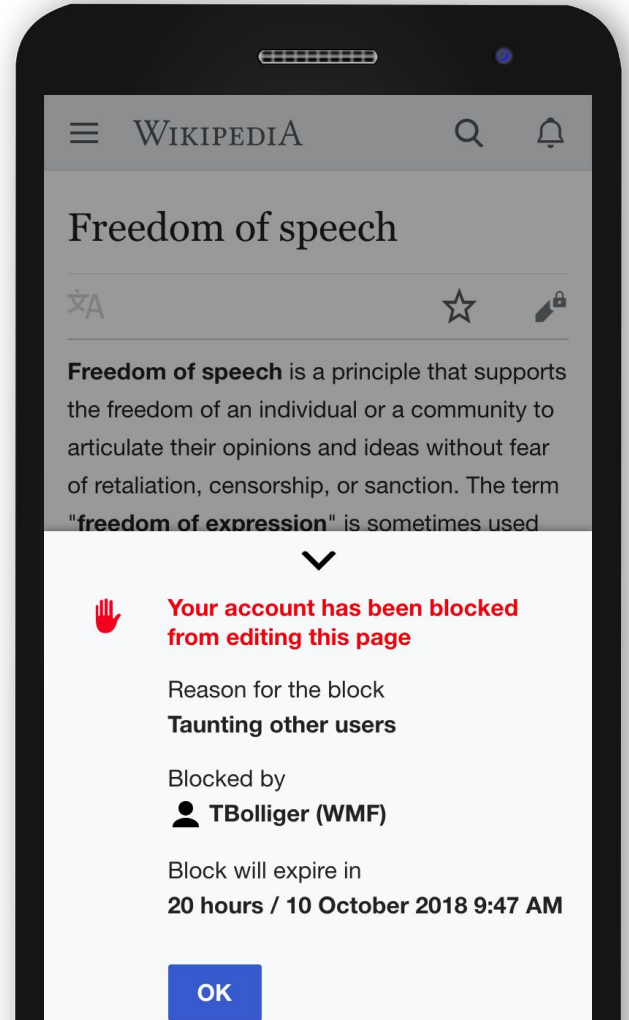 WIKIPEDIA
Freedom of speech
文A
Freedom of speech is a principle that supports
the freedom of an individual or a community to
articulate their opinions and ideas without fear
of retaliation, censorship, or sanction. The term
"freedom of expression" is sometimes used
Your account has been blocked
from editing this page
Reason for the block
Taunting other users
Blocked by
TBolliger (WMF)
Block will expire in
20 hours / 10 October 2018 9:47 AM
OK